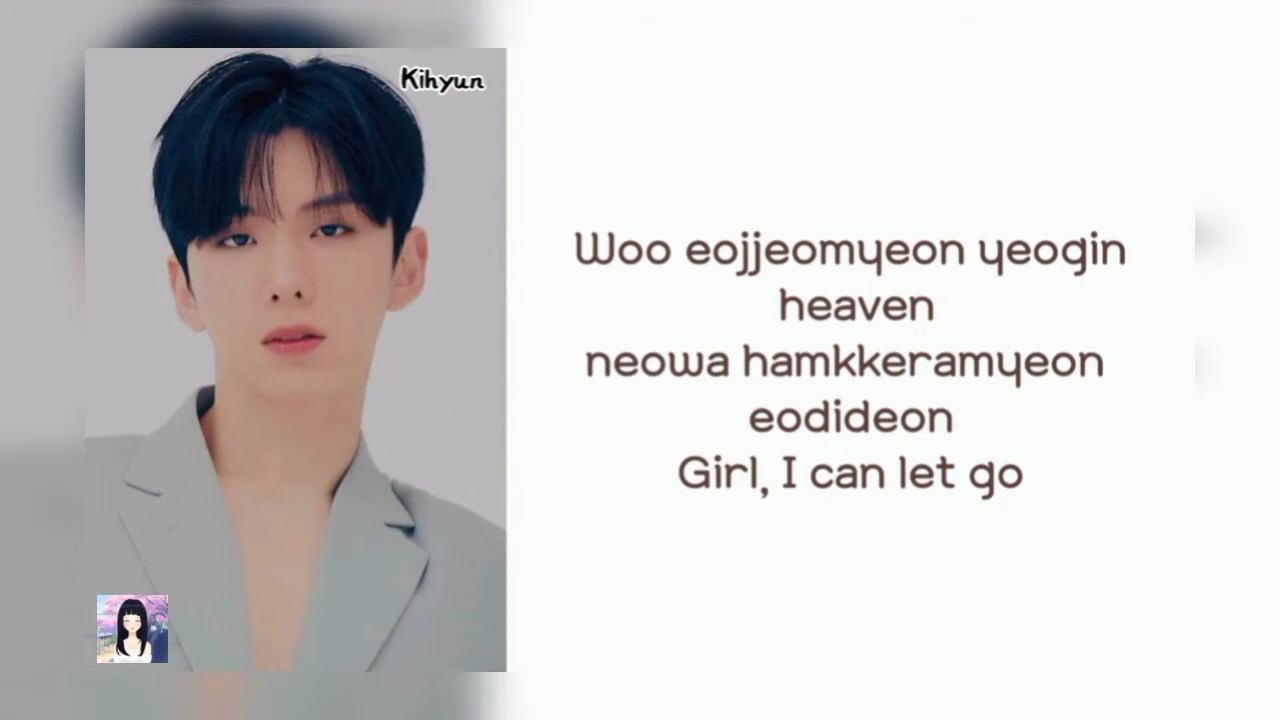 Kihyun
Woo eojjeomyeon yeogin
heaven
neowa hamkkeramyeon
eodideon
Girl, I can let go